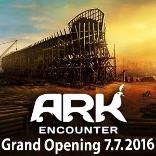 ARK
ENCOUNTER
Grand Opening 7.7.2016